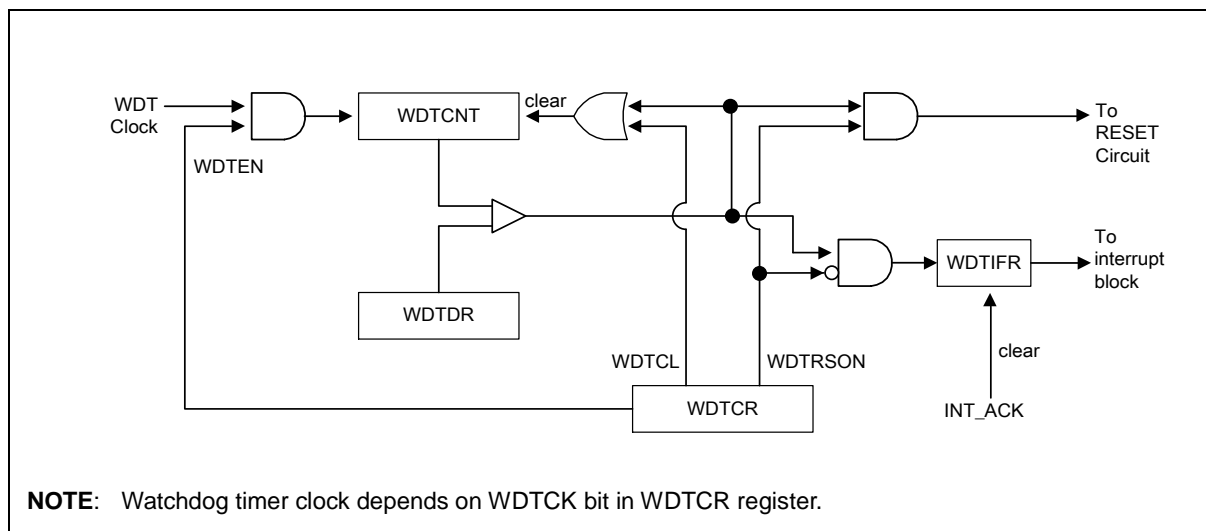 WDT
Clock
WDTEN
WDTCNT
clear
To
RESET
Circuit
To
interrupt
block
WDTIFR
WDTDR
WDTCL
WDTRSON
clear
WDTCR
INT_ACK
NOTE: Watchdog timer clock depends on WDTCK bit in WDTCR register.